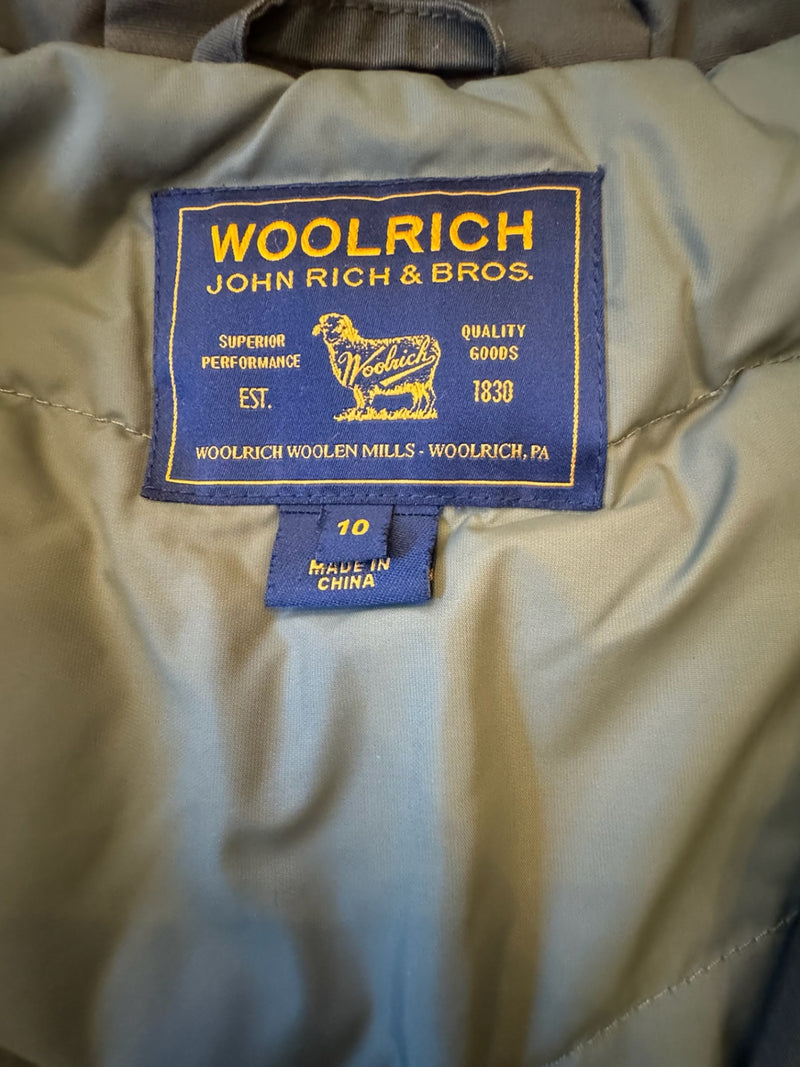 WOOLRICH
JOHN RICH & BROS.
SUPERIOR
PERFORMANCE
EST.
Woolrich
QUALITY
GOODS
1830
WOOLRICH WOOLEN MILLS - WOOLRICH, PA
10
MADE IN
CHINA